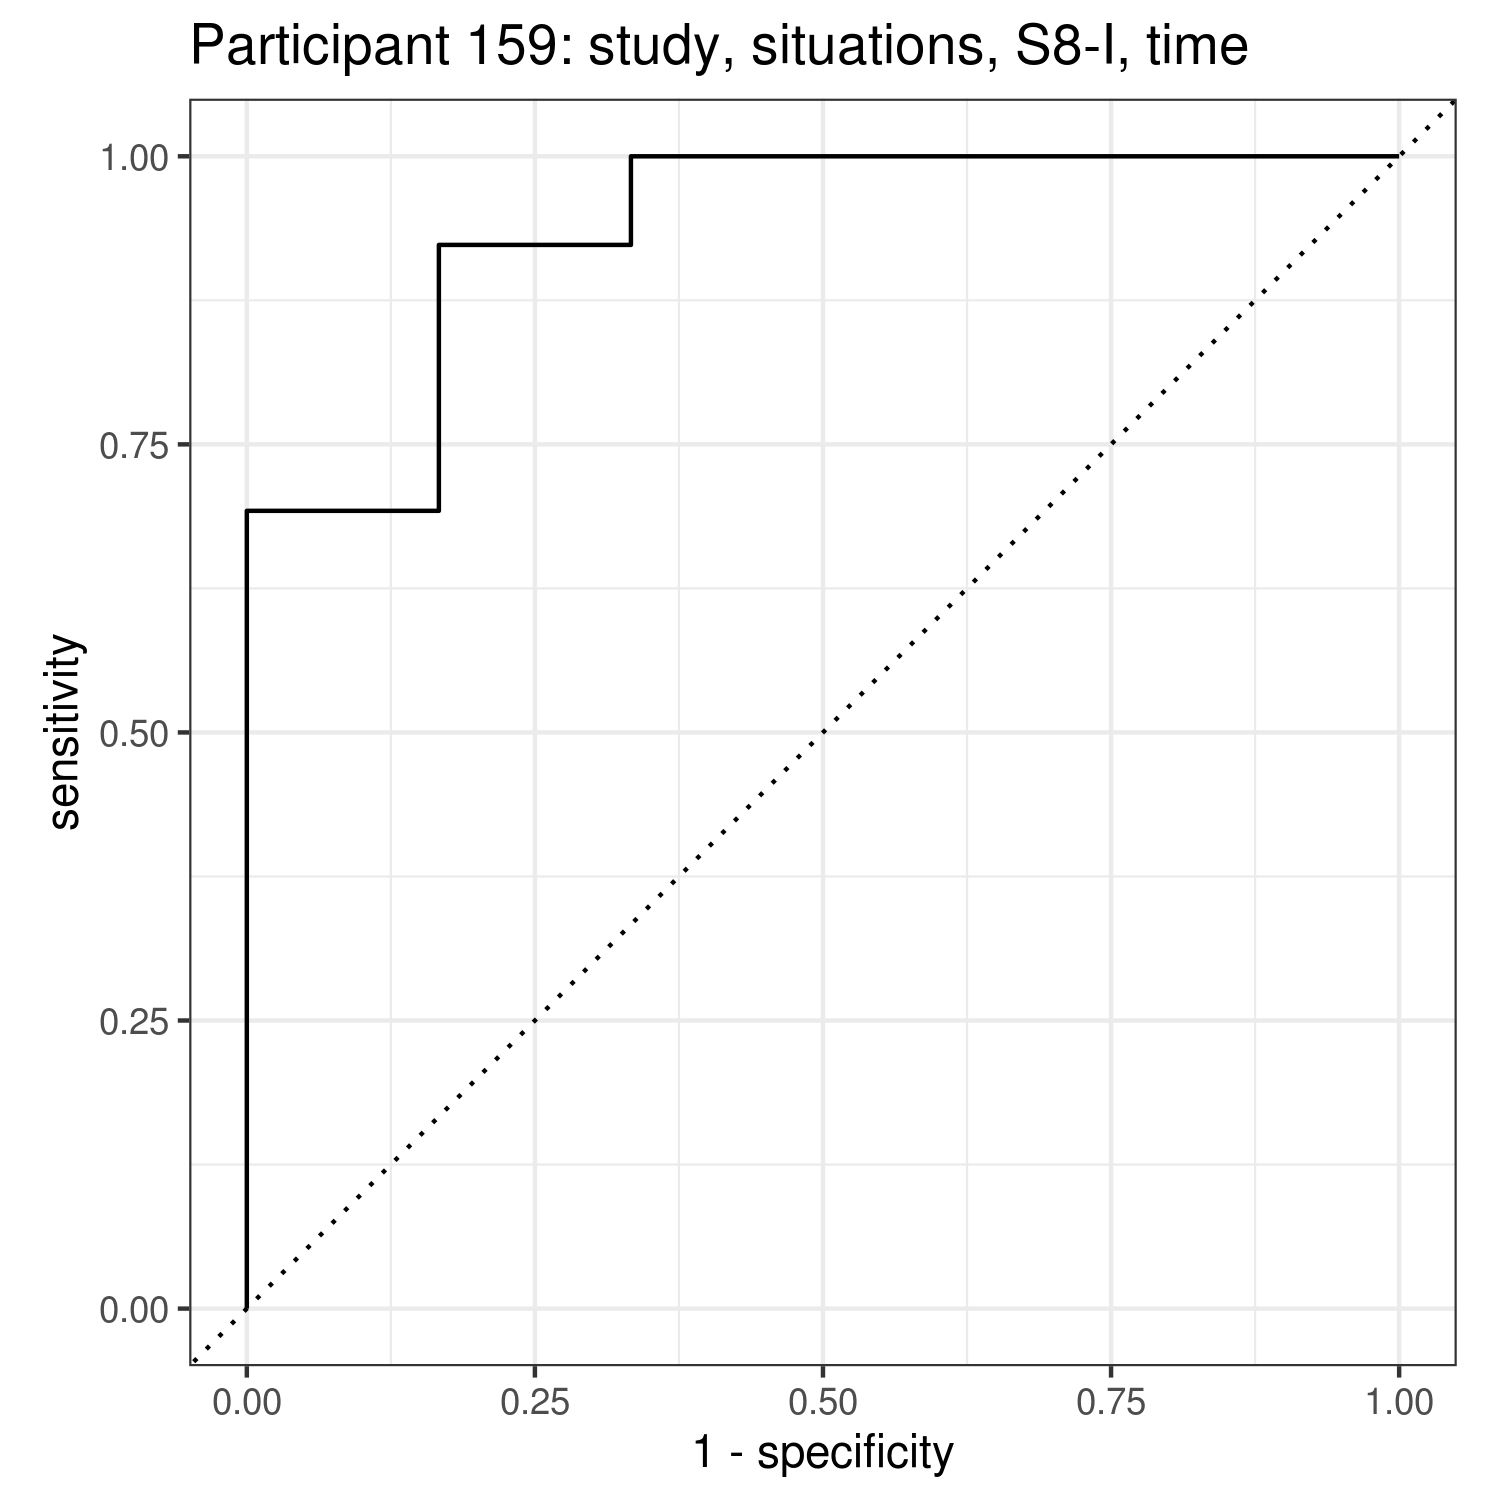 Participant 159: study, situations, S8-I, time
1.00
0.75
0.50
0.25
0.00
sensitivity
0.00 0.25 0.50 0.75 1.00
1 - specificity